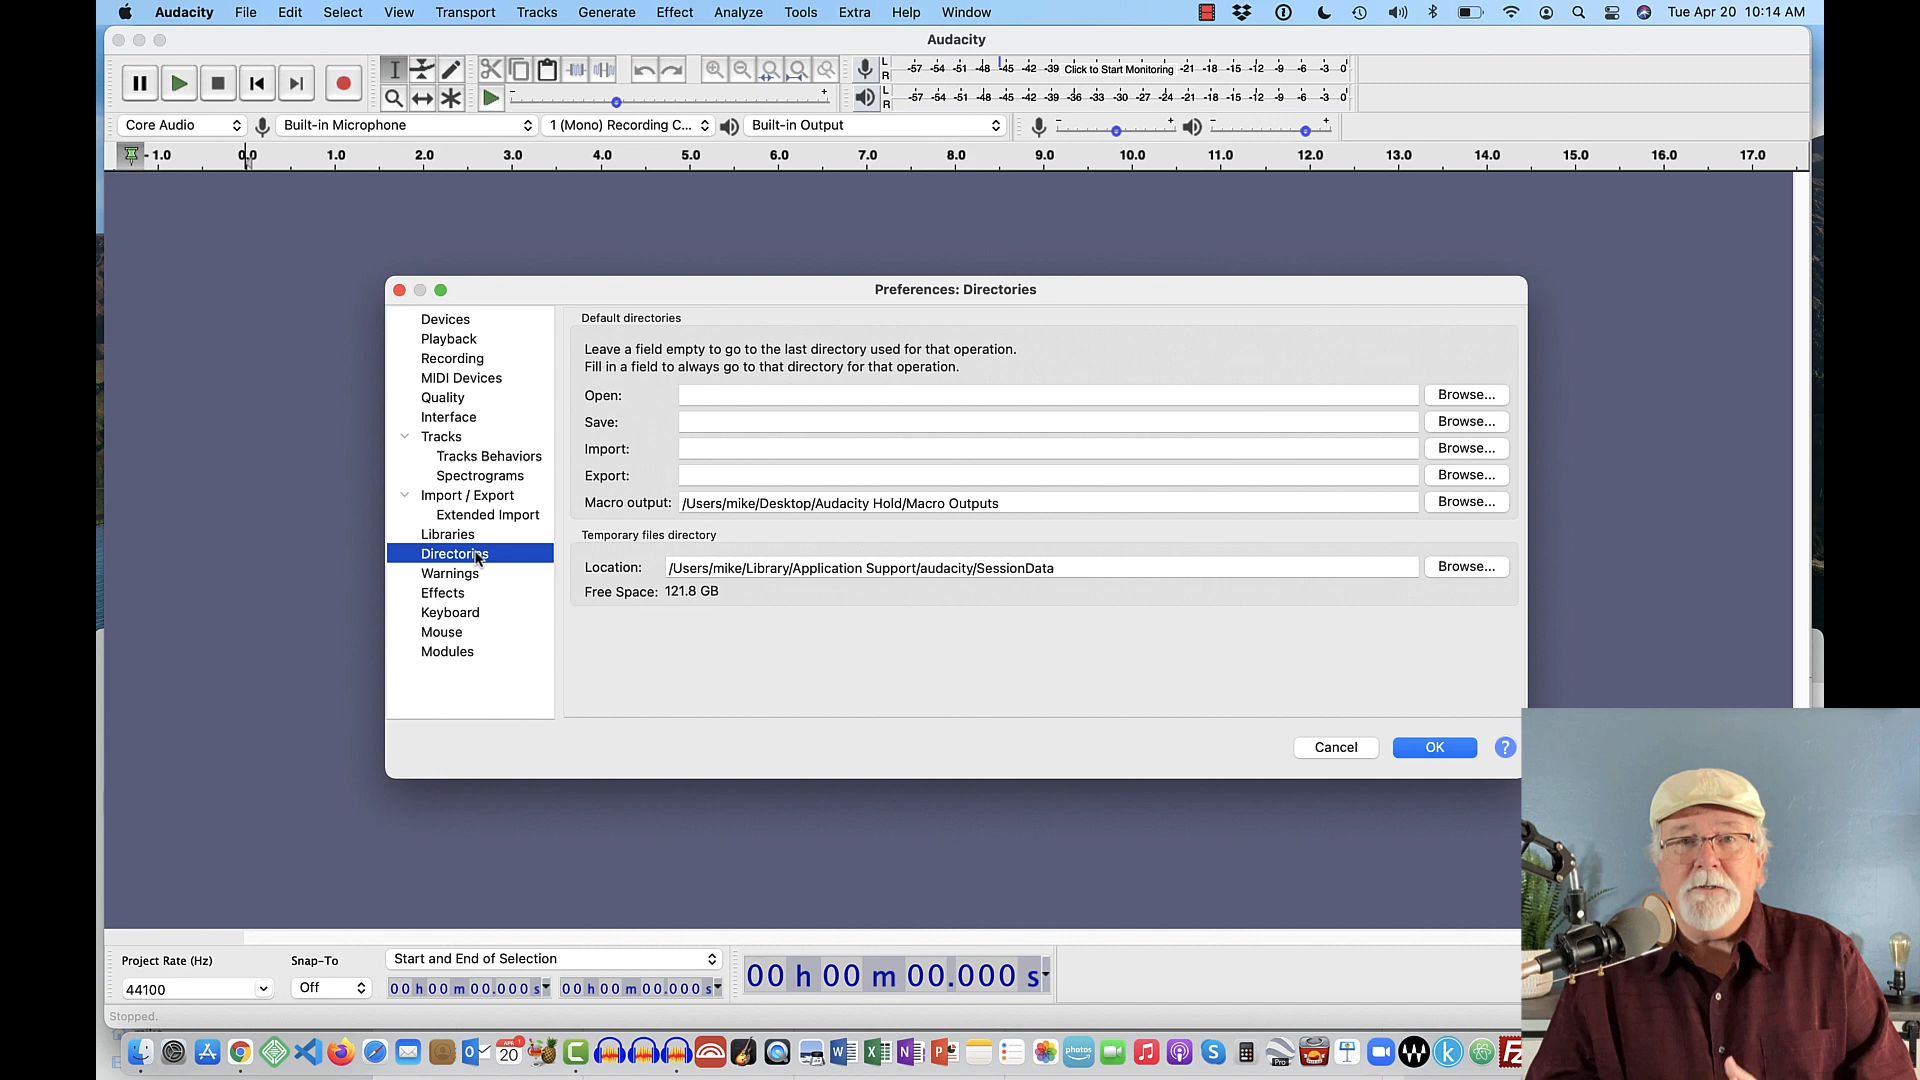 Audacity File Edit Select View Transport Tracks Generate Effect Analyze Tools Extra Help Window Tue Apr 20 10:14 AM
Audacity
L -57 -54 -51 -48 -45 -42 -39 Click to Start Monitoring -21 -18 -15 -12 -9 -6 -3 0
R
L -57 -54 -51 -48 -45 -42 -39 -36 -33 -30 -27 -24 -21 -18 -15 -12 -9 -6 -3 0
R
Core Audio Built-in Microphone 1 (Mono) Recording C... Built-in Output
- 1.0 0.0 1.0 2.0 3.0 4.0 5.0 6.0 7.0 8.0 9.0 10.0 11.0 12.0 13.0 14.0 15.0 16.0 17.0
Preferences: Directories
Devices
Playback
Recording
MIDI Devices
Quality
Interface
Tracks
Tracks Behaviors
Spectrograms
Import / Export
Extended Import
Libraries
Directories
Warnings
Effects
Keyboard
Mouse
Modules
Default directories
Leave a field empty to go to the last directory used for that operation.
Fill in a field to always go to that directory for that operation.
Open: Browse...
Save: Browse...
Import: Browse...
Export: Browse...
Macro output: /Users/mike/Desktop/Audacity Hold/Macro Outputs Browse...
Temporary files directory
Location: /Users/mike/Library/Application Support/audacity/SessionData Browse...
Free Space: 121.8 GB
Cancel OK ?
Project Rate (Hz) Snap-To Start and End of Selection
44100 Off 00 h 00 m 00.000 s 00 h 00 m 00.000 s 00 h 00 m 00.000 s
Stopped.
APR 20 photos Pro